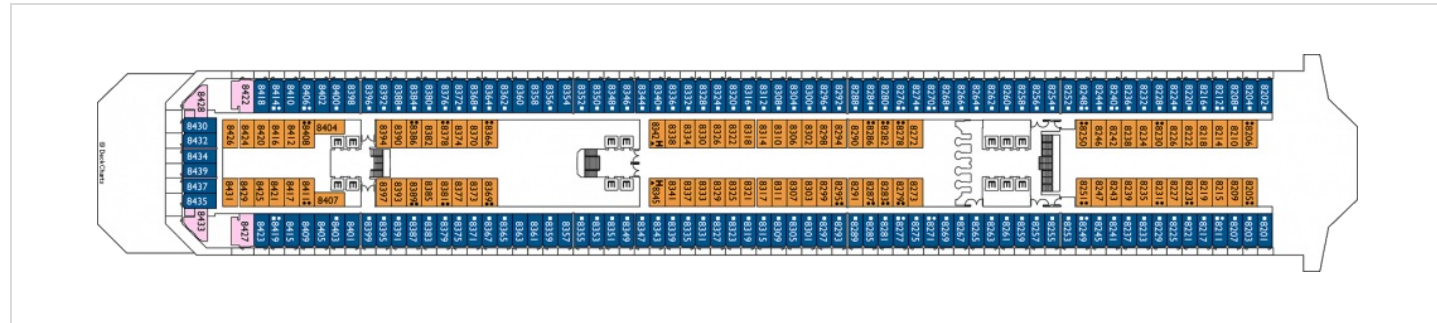 8428 8422 8418 8414 8410 8406 8402 8400 8398 8396 8392 8388 8384 8380 8376 8372 8368 8364 8362 8360 8358 8356 8354 8352 8350 8348 8346 8344 8340 8336 8332 8328 8324 8320 8316 8312 8308 8304 8300 8296 8292 8288 8284 8280 8276 8270 8268 8266 8264 8262 8260 8258 8256 8254 8252 8248 8244 8240 8236 8232 8228 8224 8220 8216 8212 8208 8204 8202
8430 8426 8424 8420 8416 8412 8408 8404 8394 8390 8386 8382 8378 8374 8370 8366 8342 H 8338 8334 8330 8326 8322 8318 8314 8310 8306 8302 8298 8294 8290 8286 8282 8278 8272 8250 8246 8242 8238 8234 8230 8226 8222 8218 8214 8210 8206
8432 E E E E E E E
8434
© DeckCharts
8439
8437 E E E E E E E
8435 8431 8429 8425 8421 8417 8411 8407 8397 8393 8389 8385 8381 8377 8373 8369 H 8345 8341 8337 8333 8329 8325 8321 8317 8311 8307 8303 8299 8295 8291 8287 8283 8279 8273 8251 8247 8243 8239 8235 8231 8227 8223 8219 8215 8209 8205
8433 8427 8423 8419 8415 8409 8405 8403 8401 8399 8395 8391 8387 8383 8379 8375 8371 8367 8365 8363 8361 8359 8357 8355 8353 8351 8349 8347 8343 8339 8335 8331 8327 8323 8319 8315 8309 8305 8301 8297 8293 8289 8285 8281 8277 8275 8271 8269 8267 8265 8263 8261 8259 8257 8255 8253 8249 8245 8241 8237 8233 8229 8225 8221 8217 8211 8207 8203 8201